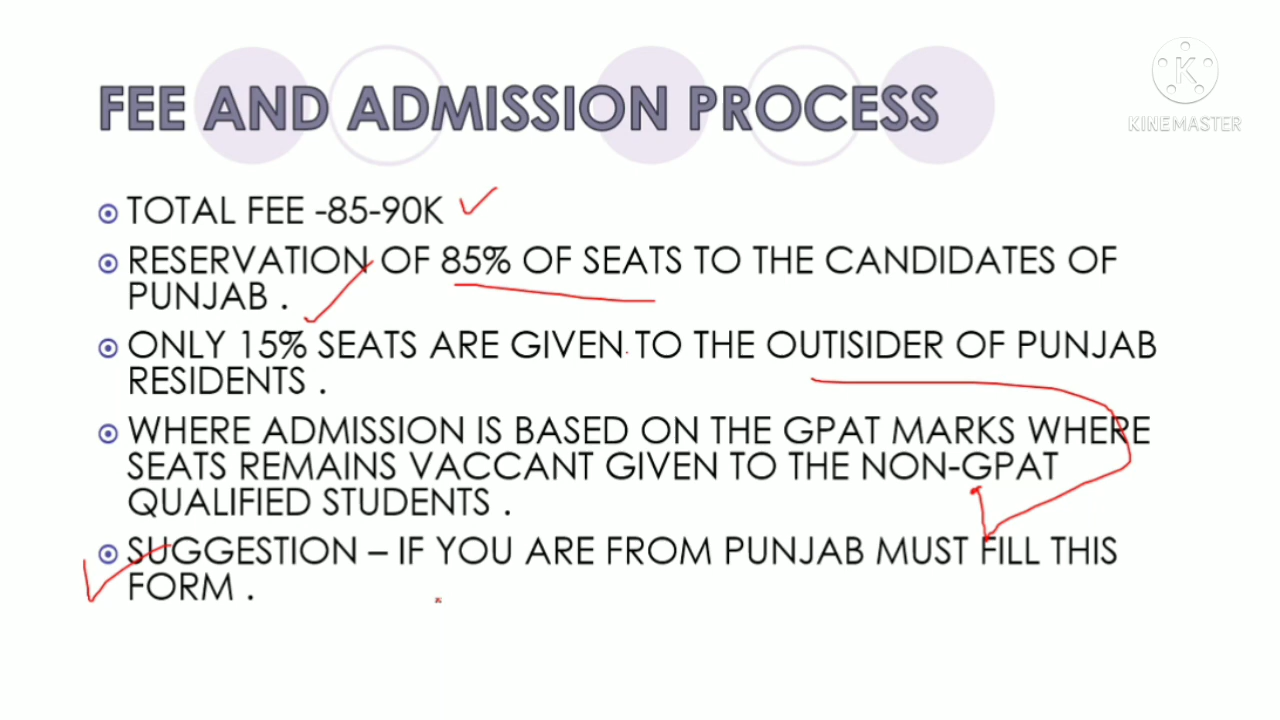 FEE AND ADMISSION PROCESS
K
KINEMASTER
TOTAL FEE -85-90K
RESERVATION OF 85% OF SEATS TO THE CANDIDATES OF
PUNJAB .
ONLY 15% SEATS ARE GIVEN TO THE OUTISIDER OF PUNJAB
RESIDENTS .
WHERE ADMISSION IS BASED ON THE GPAT MARKS WHERE
SEATS REMAINS VACCANT GIVEN TO THE NON-GPAT
QUALIFIED STUDENTS .
SUGGESTION – IF YOU ARE FROM PUNJAB MUST FILL THIS
FORM .